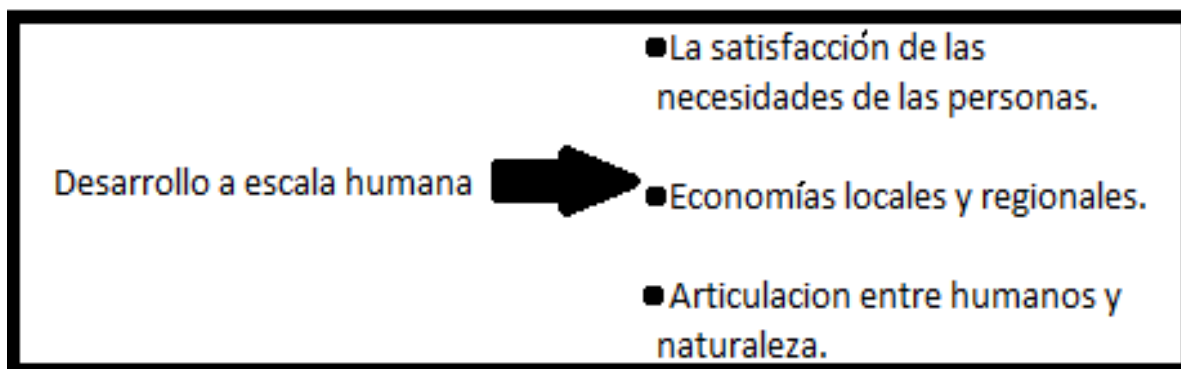 ●La satisfacción de las
necesidades de las personas.
Desarrollo a escala humana
●Economías locales y regionales.
●Articulacion entre humanos y
naturaleza.